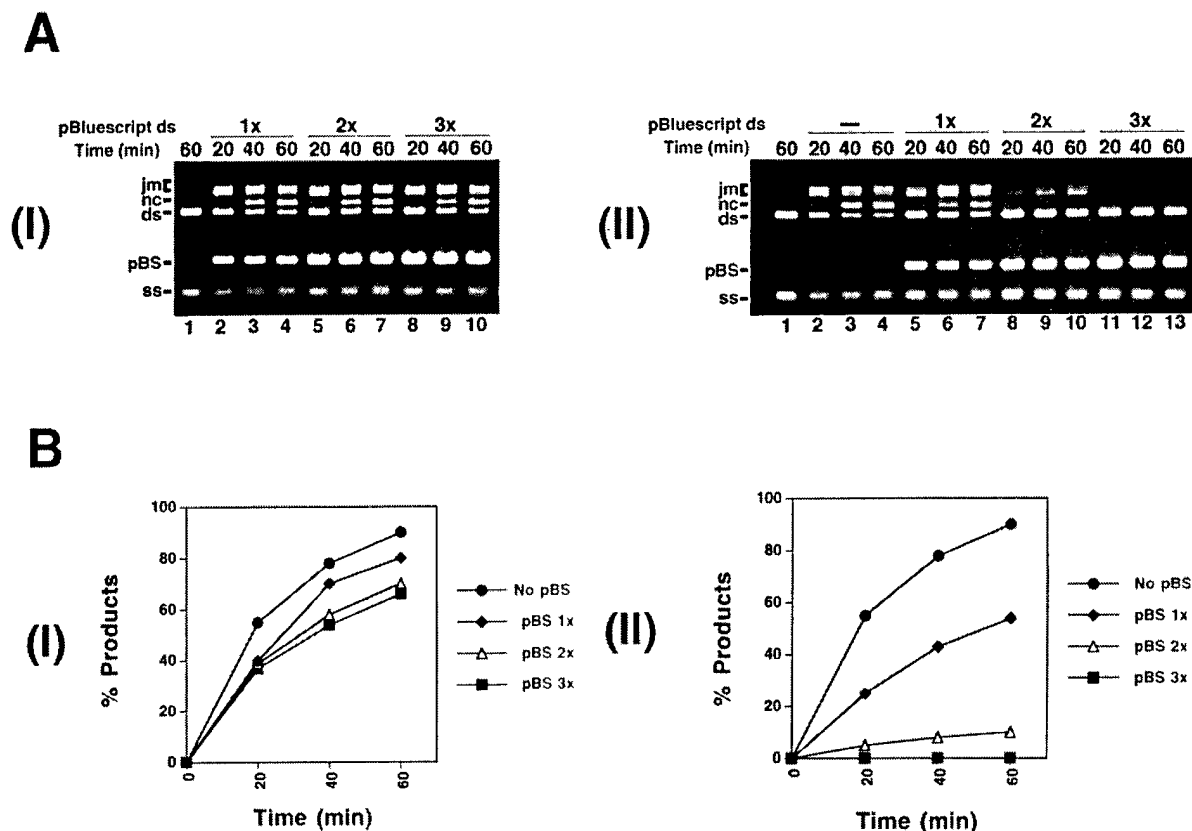 A
(I)
pBluescript ds 1x 2x 3x
Time (min) 60 20 40 60 20 40 60 20 40 60
jm
nc
ds
pBS
ss
1 2 3 4 5 6 7 8 9 10
(II)
pBluescript ds — 1x 2x 3x
Time (min) 60 20 40 60 20 40 60 20 40 60 20 40 60
jm
nc
ds
pBS
ss
1 2 3 4 5 6 7 8 9 10 11 12 13
B
(I)
% Products
100
80
60
40
20
0
0 20 40 60
Time (min)
No pBS
pBS 1x
pBS 2x
pBS 3x
(II)
% Products
100
80
60
40
20
0
0 20 40 60
Time (min)
No pBS
pBS 1x
pBS 2x
pBS 3x